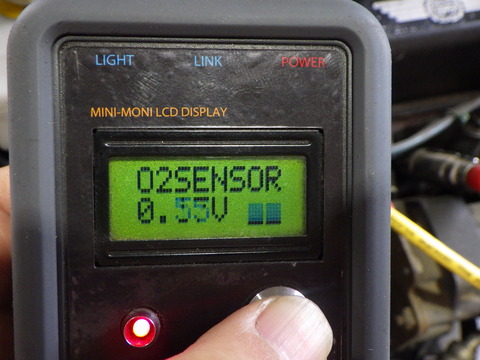 LIGHT LINK POWER
MINI-MONI LCD DISPLAY
O2SENSOR
0.55V